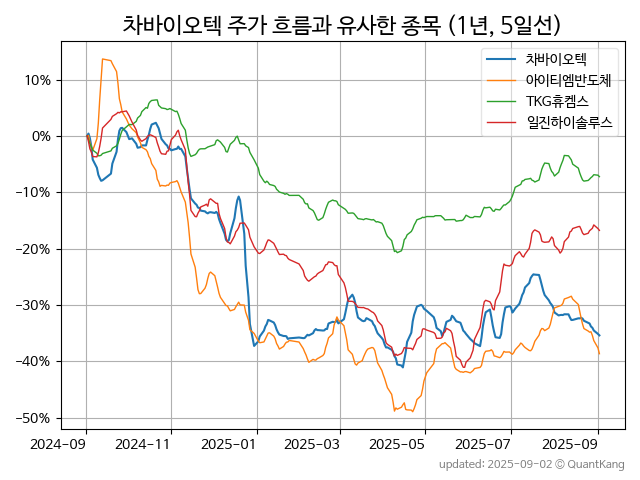 차바이오텍 주가 흐름과 유사한 종목 (1년, 5일선)
차바이오텍
아이티엠반도체
TKG휴켐스
일진하이솔루스
10%
0%
−10%
−20%
−30%
−40%
−50%
2024-09 2024-11 2025-01 2025-03 2025-05 2025-07 2025-09
updated: 2025-09-02 © QuantKang